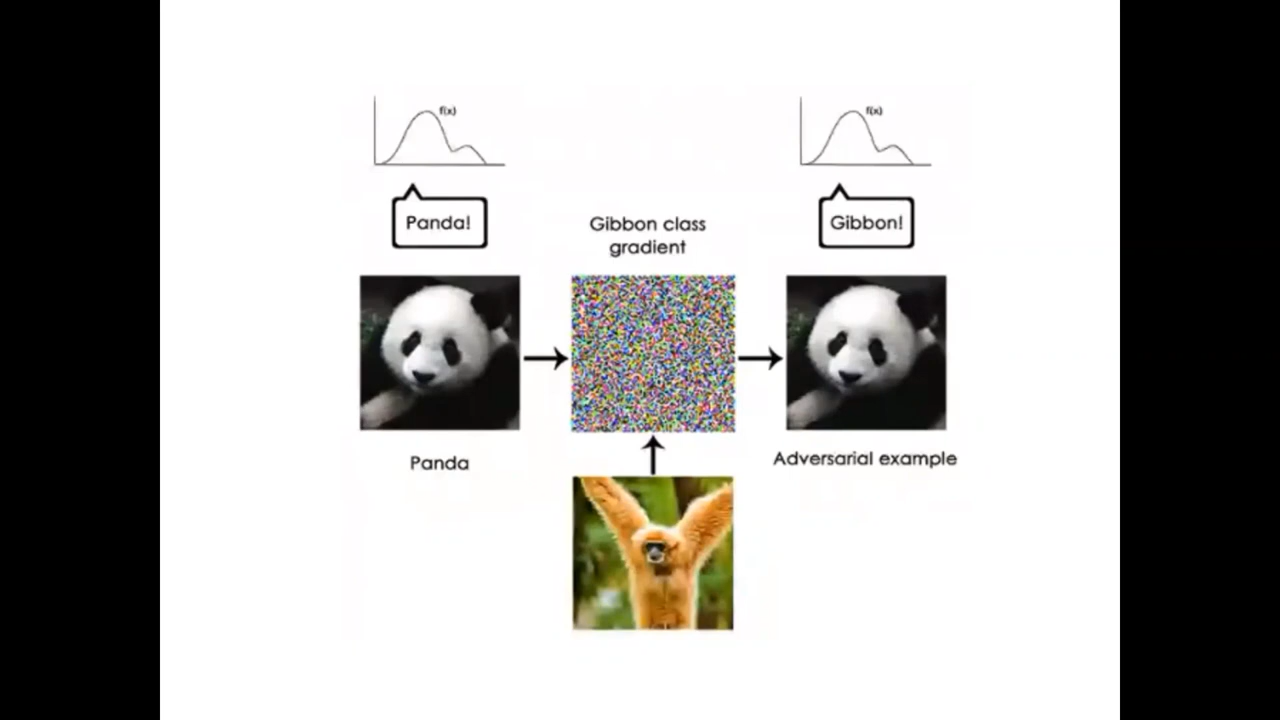 f(x)
f(x)
Panda!
Gibbon class
gradient
Gibbon!
Panda
Adversarial example